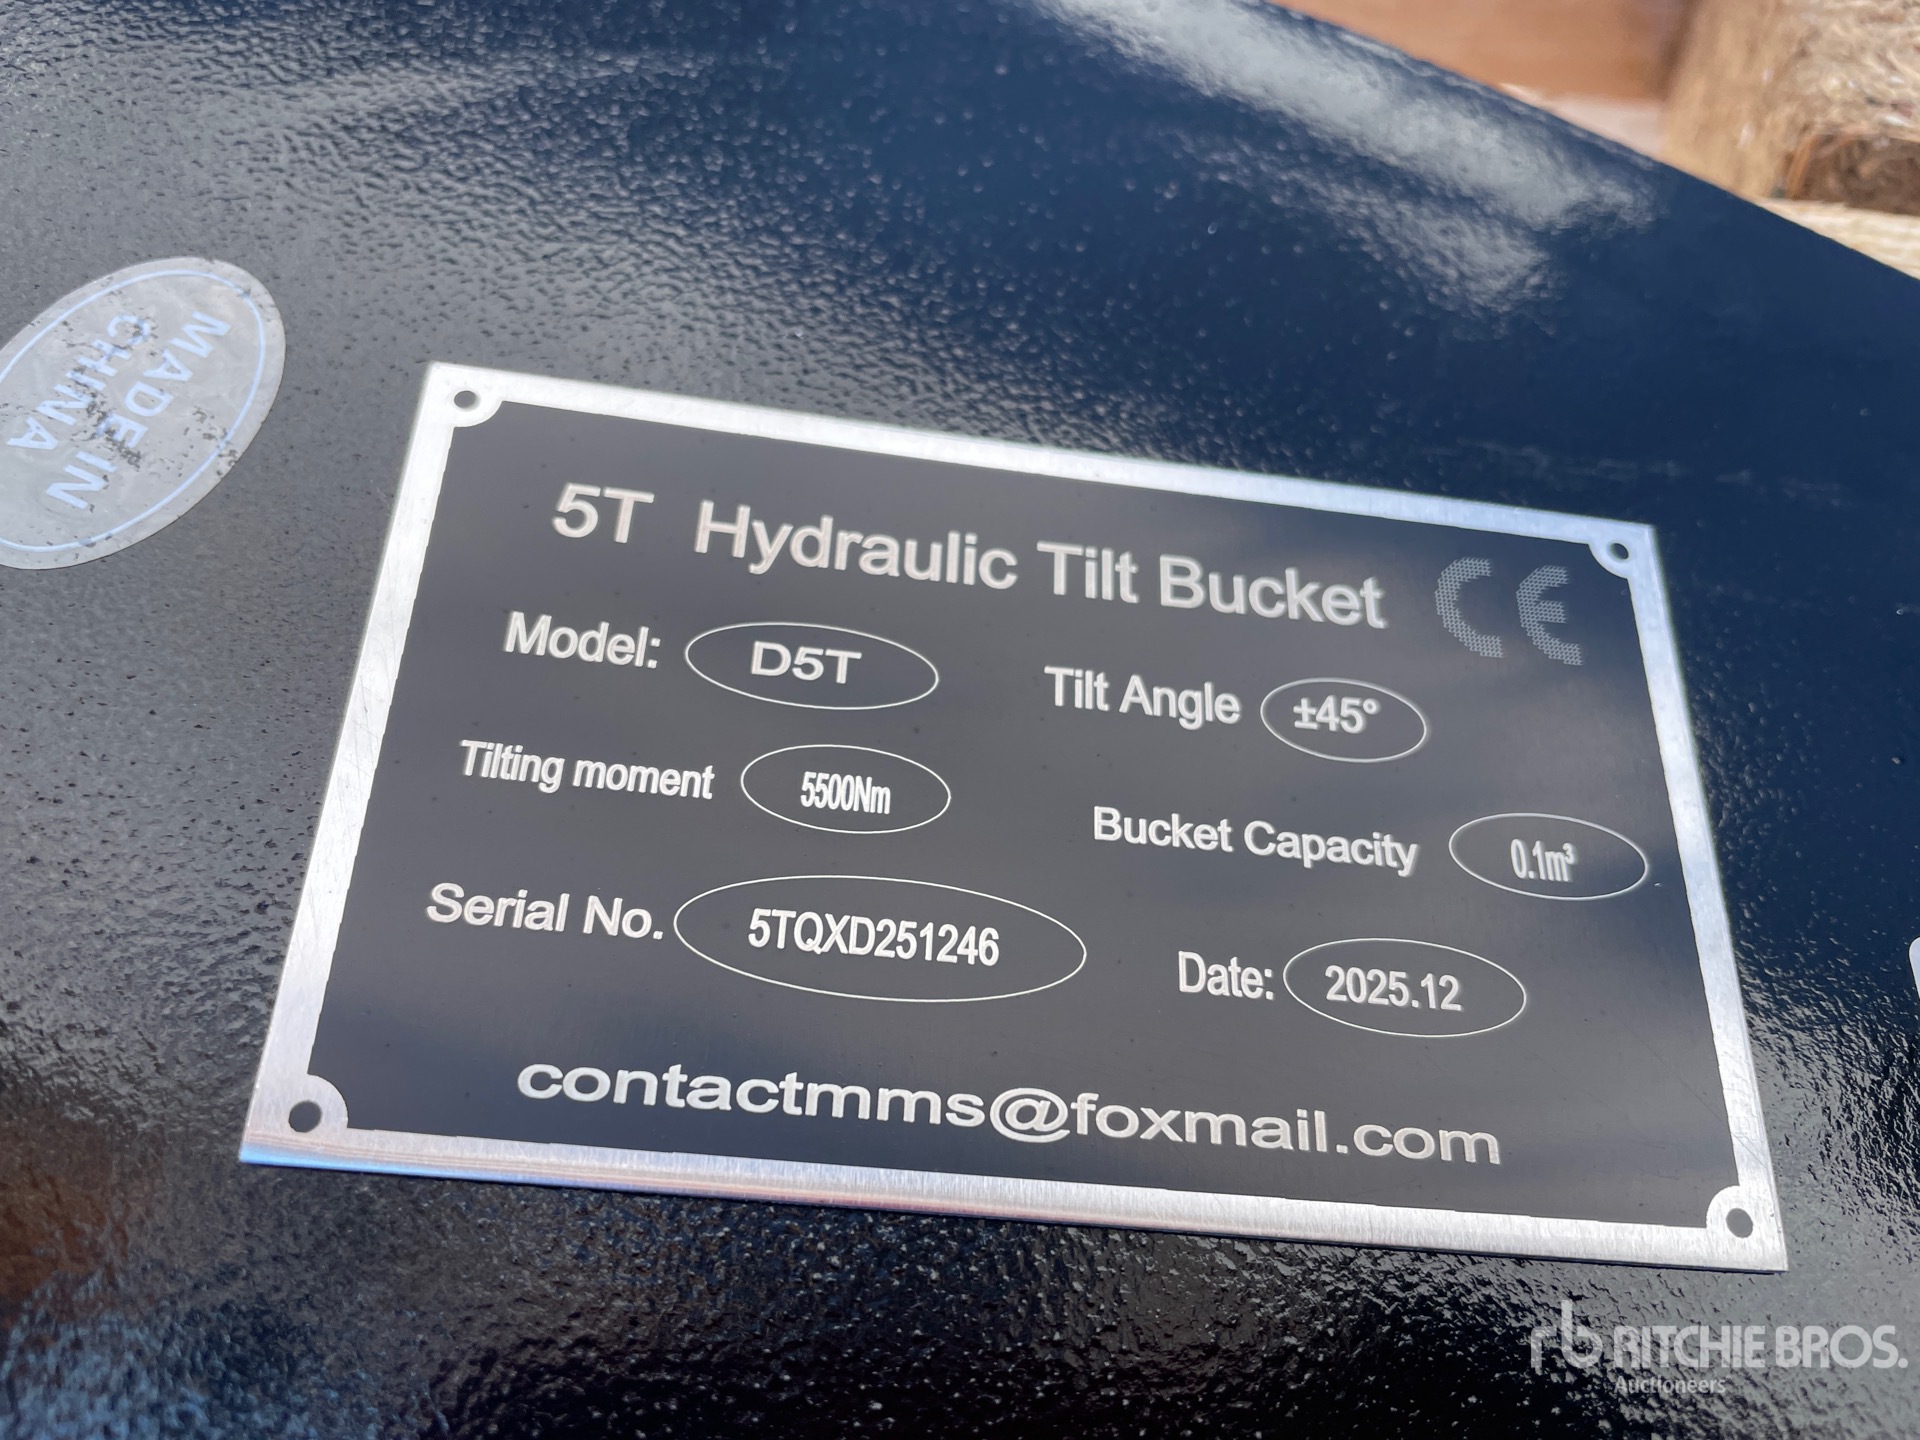 MADE IN
CHINA
5T Hydraulic Tilt Bucket CE
Model: D5T
Tilt Angle ±45°
Tilting moment 5500Nm
Bucket Capacity 0.1m³
Serial No. 5TQXD251246
Date: 2025.12
contactmms@foxmail.com
rb RITCHIE BROS.
Auctioneers